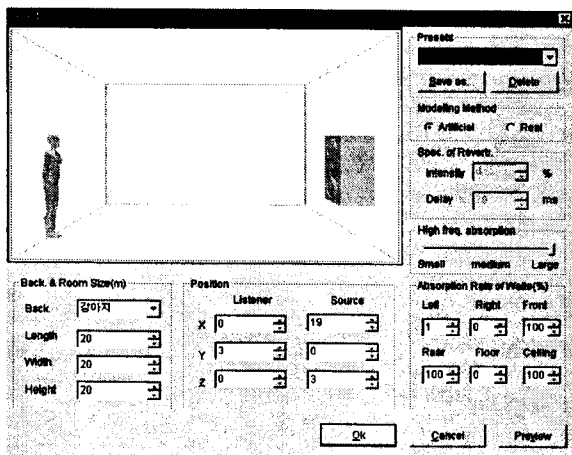 Presets
Save as.
Delete
Modeling Method
Artificial
Real
Spec. of Reverb.
Intensity
%
Delay
ms
High freq. absorption
Small medium Large
Back. & Room Size(m)
Back 강아지
Length 20
Width 20
Height 20
Position
Listener Source
X 0 19
Y 3 0
Z 0 3
Absorption Rate of Walls(%)
Left Right Front
1 0 100
Rear Floor Ceiling
100 0 100
Ok
Cancel
Preview